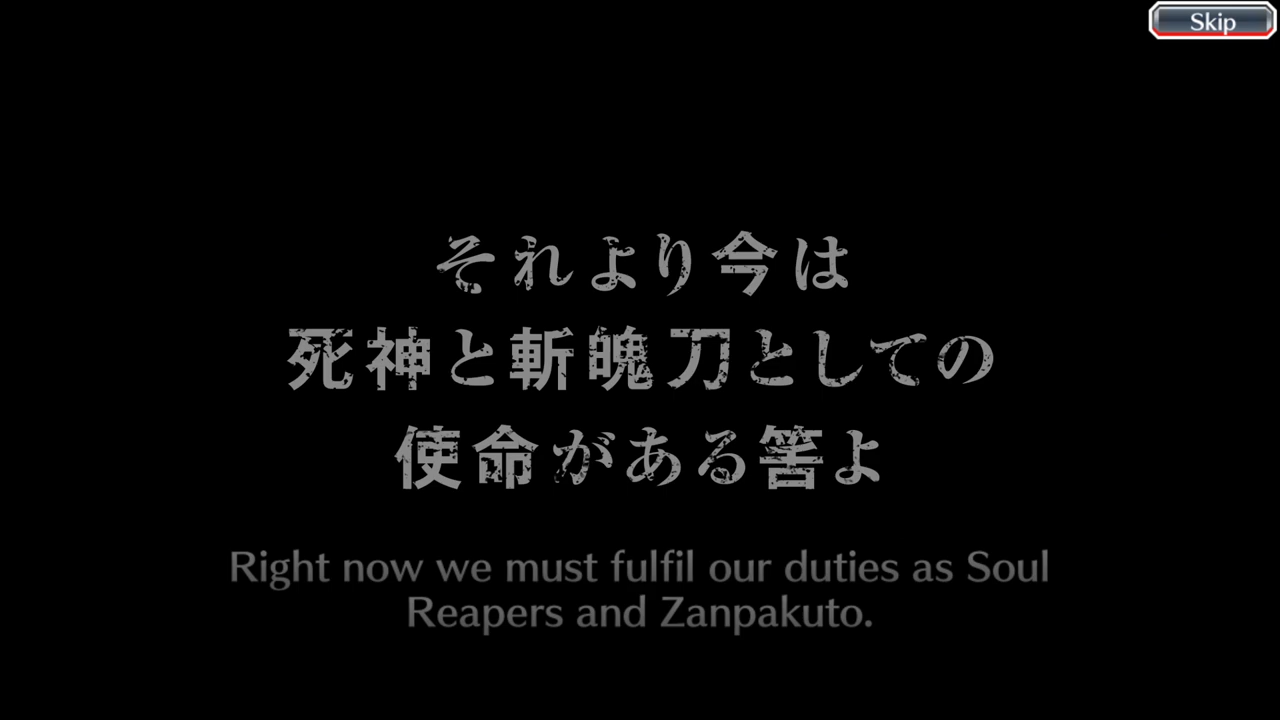 Skip
それより今は
死神と斬魄刀としての
使命がある筈よ
Right now we must fulfil our duties as Soul
Reapers and Zanpakuto.